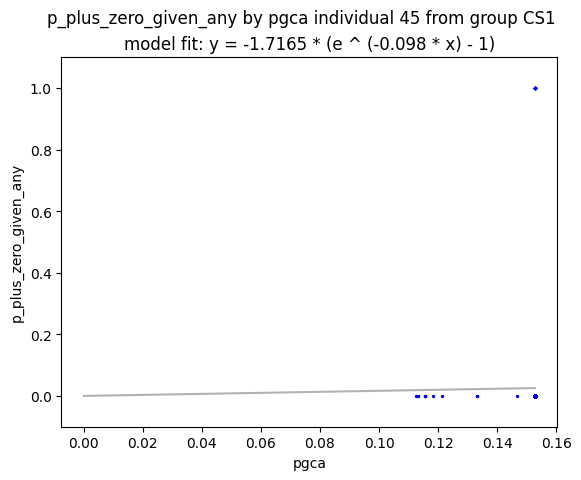 p_plus_zero_given_any by pgca individual 45 from group CS1
model fit: y = -1.7165 * (e ^ (-0.098 * x) - 1)
1.0
0.8
0.6
0.4
0.2
0.0
p_plus_zero_given_any
0.00 0.02 0.04 0.06 0.08 0.10 0.12 0.14 0.16
pgca